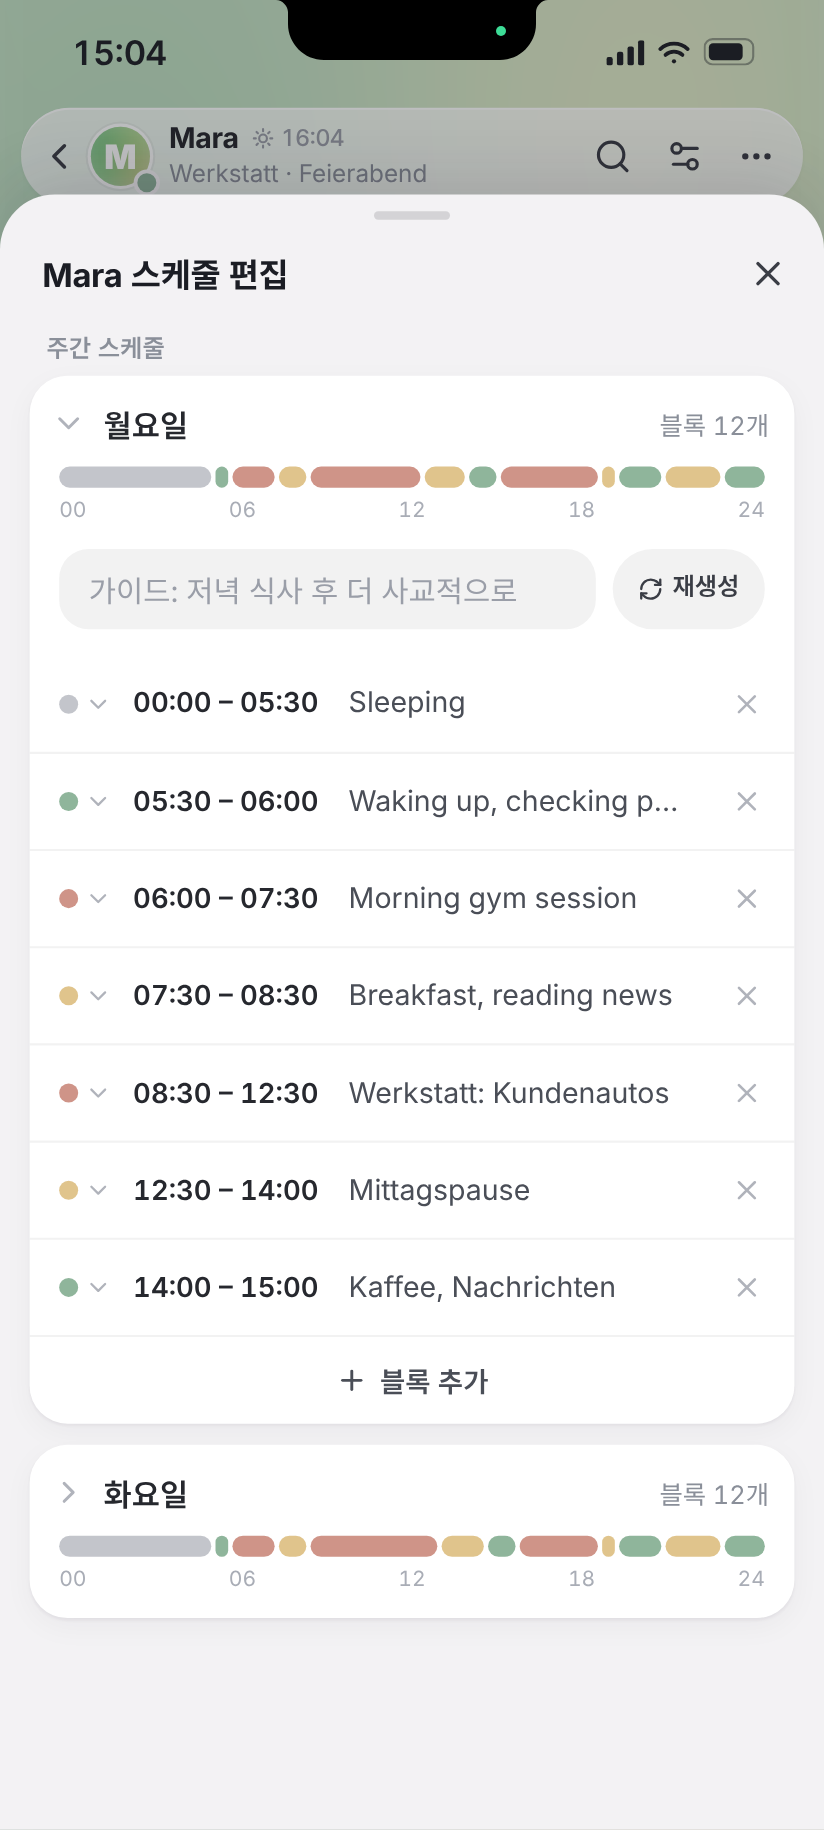 15:04
M
Mara 16:04
Werkstatt · Feierabend
Mara 스케줄 편집
주간 스케줄
월요일 블록 12개
00 06 12 18 24
가이드: 저녁 식사 후 더 사교적으로 재생성
00:00 – 05:30 Sleeping
05:30 – 06:00 Waking up, checking p...
06:00 – 07:30 Morning gym session
07:30 – 08:30 Breakfast, reading news
08:30 – 12:30 Werkstatt: Kundenautos
12:30 – 14:00 Mittagspause
14:00 – 15:00 Kaffee, Nachrichten
+ 블록 추가
화요일 블록 12개
00 06 12 18 24